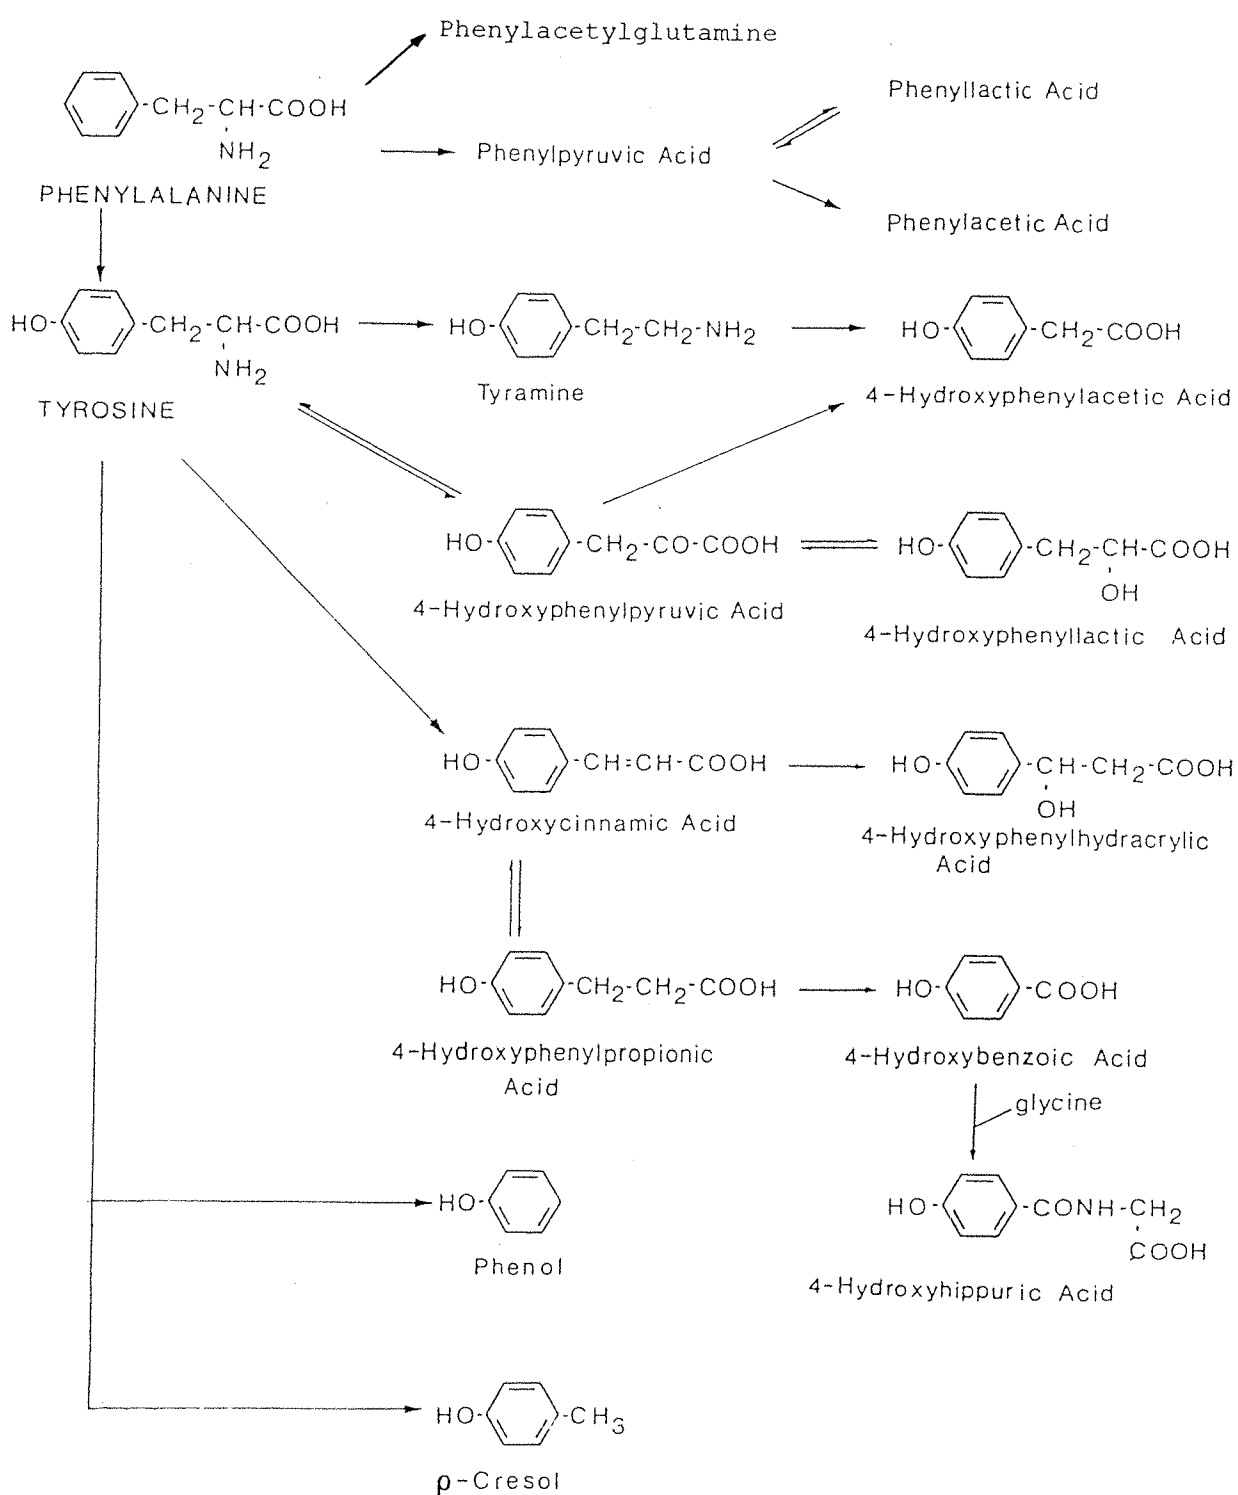 Phenylacetylglutamine
-CH2-CH-COOH
NH2
PHENYLALANINE
Phenylpyruvic Acid
Phenyllactic Acid
Phenylacetic Acid
HO- -CH2-CH-COOH
NH2
TYROSINE
HO- -CH2-CH2-NH2
Tyramine
HO- -CH2-COOH
4-Hydroxyphenylacetic Acid
HO- -CH2-CO-COOH
4-Hydroxyphenylpyruvic Acid
HO- -CH2-CH-COOH
OH
4-Hydroxyphenyllactic Acid
HO- -CH=CH-COOH
4-Hydroxycinnamic Acid
HO- -CH-CH2-COOH
OH
4-Hydroxyphenylhydracrylic
Acid
HO- -CH2-CH2-COOH
4-Hydroxyphenylpropionic
Acid
HO- -COOH
4-Hydroxybenzoic Acid
glycine
HO- -CONH-CH2
COOH
4-Hydroxyhippuric Acid
HO-
Phenol
HO- -CH3
ρ-Cresol